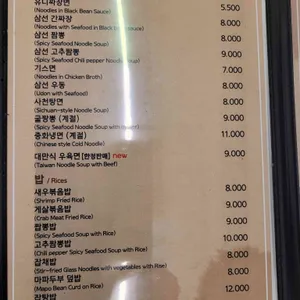 유니짜장면 5.500
(Noodles in Black Bean Sauce)
삼선 간짜장 8.000
(Noodles with Seafood in Black Bean Sauce)
삼선 짬뽕 8.000
(Spicy Seafood Noodle Soup)
삼선 고추짬뽕 9.000
(Spicy Seafood Chili pepper Noodle Soup)
기스면 7.000
(Noodles in Chicken Broth)
삼선 우동 8.000
(Udon with Seafood)
사천탕면 8.000
(Sichuan-style Noodle Soup)
굴짬뽕 (계절) 9.000
(Spicy Seafood Noodle Soup with Oyster)
중화냉면 (계절) 11.000
(Chinese style Cold Noodle)
대만식 우육면 [한정판매] new 9.000
(Taiwan Noodle Soup with Beef)
밥 / Rices
새우볶음밥 8.000
(Shrimp Fried Rice)
게살볶음밥 9.000
(Crab Meat Fried Rice)
짬뽕밥 9.000
(Spicy Seafood Soup with Rice)
고추짬뽕밥 10.000
(Chili pepper Spicy Seafood Soup with Rice)
잡채밥 8.000
(Stir-fried Glass Noodles with vegetables with Rise)
마파두부 덮밥 8.000
(Mapo Bean Curd on Rice)
잡탕밥 12.000